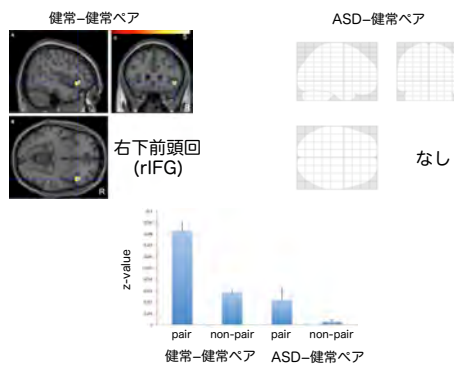 健常–健常ペア
ASD–健常ペア
右下前頭回
(rIFG)
R
なし
z-value
pair non-pair pair non-pair
健常–健常ペア ASD–健常ペア